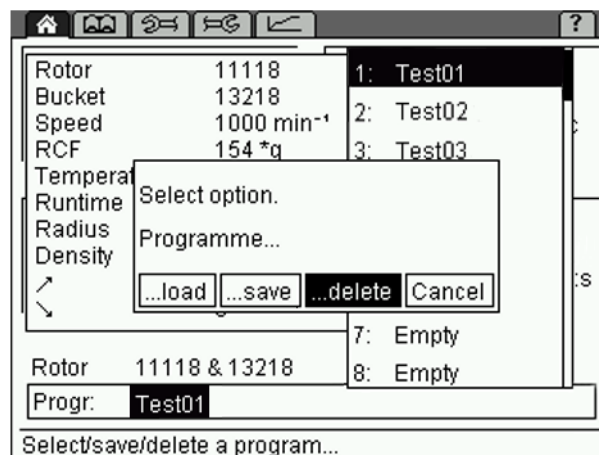 ?
Rotor 11118
Bucket 13218
Speed 1000 min⁻¹
RCF 154 *g
Temperat
Runtime
Radius
Density
1: Test01
2: Test02
3: Test03
Select option.
Programme...
...load ...save ...delete Cancel
:s
7: Empty
8: Empty
Rotor 11118 & 13218
Progr: Test01
Select/save/delete a program...